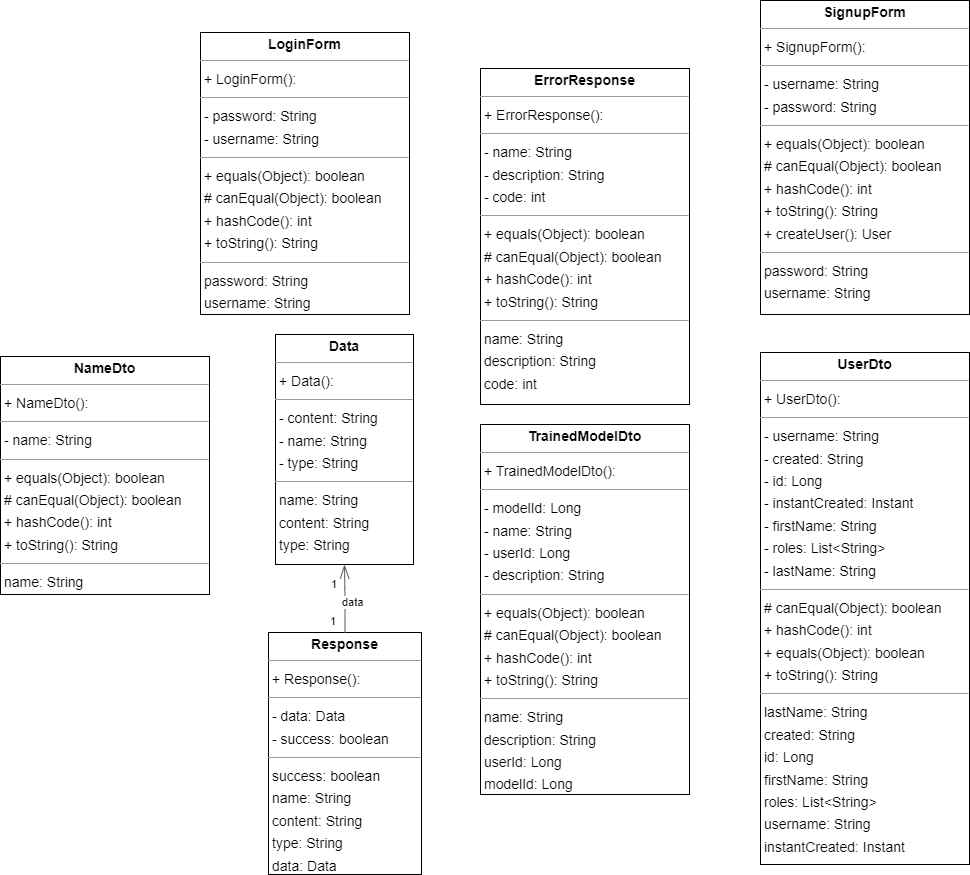 LoginForm
+ LoginForm():
- password: String
- username: String
+ equals(Object): boolean
# canEqual(Object): boolean
+ hashCode(): int
+ toString(): String
password: String
username: String
ErrorResponse
+ ErrorResponse():
- name: String
- description: String
- code: int
+ equals(Object): boolean
# canEqual(Object): boolean
+ hashCode(): int
+ toString(): String
name: String
description: String
code: int
SignupForm
+ SignupForm():
- username: String
- password: String
+ equals(Object): boolean
# canEqual(Object): boolean
+ hashCode(): int
+ toString(): String
+ createUser(): User
password: String
username: String
NameDto
+ NameDto():
- name: String
+ equals(Object): boolean
# canEqual(Object): boolean
+ hashCode(): int
+ toString(): String
name: String
Data
+ Data():
- content: String
- name: String
- type: String
name: String
content: String
type: String
1
data
1
Response
+ Response():
- data: Data
- success: boolean
success: boolean
name: String
content: String
type: String
data: Data
TrainedModelDto
+ TrainedModelDto():
- modelId: Long
- name: String
- userId: Long
- description: String
+ equals(Object): boolean
# canEqual(Object): boolean
+ hashCode(): int
+ toString(): String
name: String
description: String
userId: Long
modelId: Long
UserDto
+ UserDto():
- username: String
- created: String
- id: Long
- instantCreated: Instant
- firstName: String
- roles: List<String>
- lastName: String
# canEqual(Object): boolean
+ hashCode(): int
+ equals(Object): boolean
+ toString(): String
lastName: String
created: String
id: Long
firstName: String
roles: List<String>
username: String
instantCreated: Instant